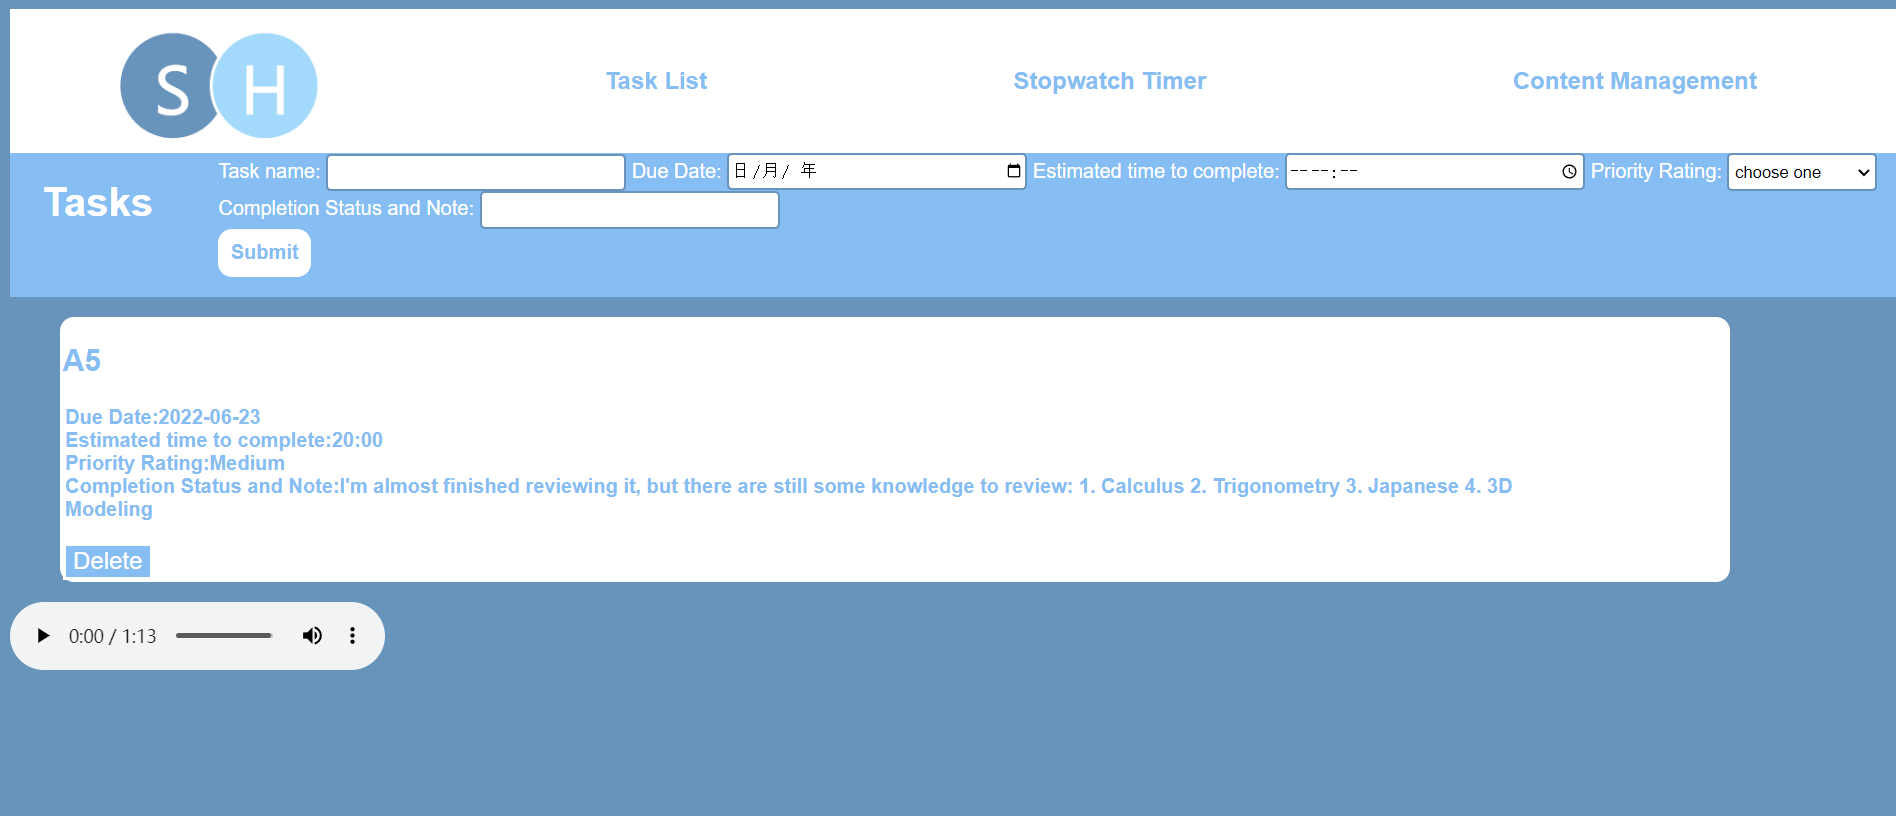 SH
Task List
Stopwatch Timer
Content Management
Tasks
Task name: Due Date: 日/月/ 年 Estimated time to complete: -- --:-- Priority Rating: choose one
Completion Status and Note:
Submit
A5
Due Date:2022-06-23
Estimated time to complete:20:00
Priority Rating:Medium
Completion Status and Note:I'm almost finished reviewing it, but there are still some knowledge to review: 1. Calculus 2. Trigonometry 3. Japanese 4. 3D
Modeling
Delete
0:00 / 1:13